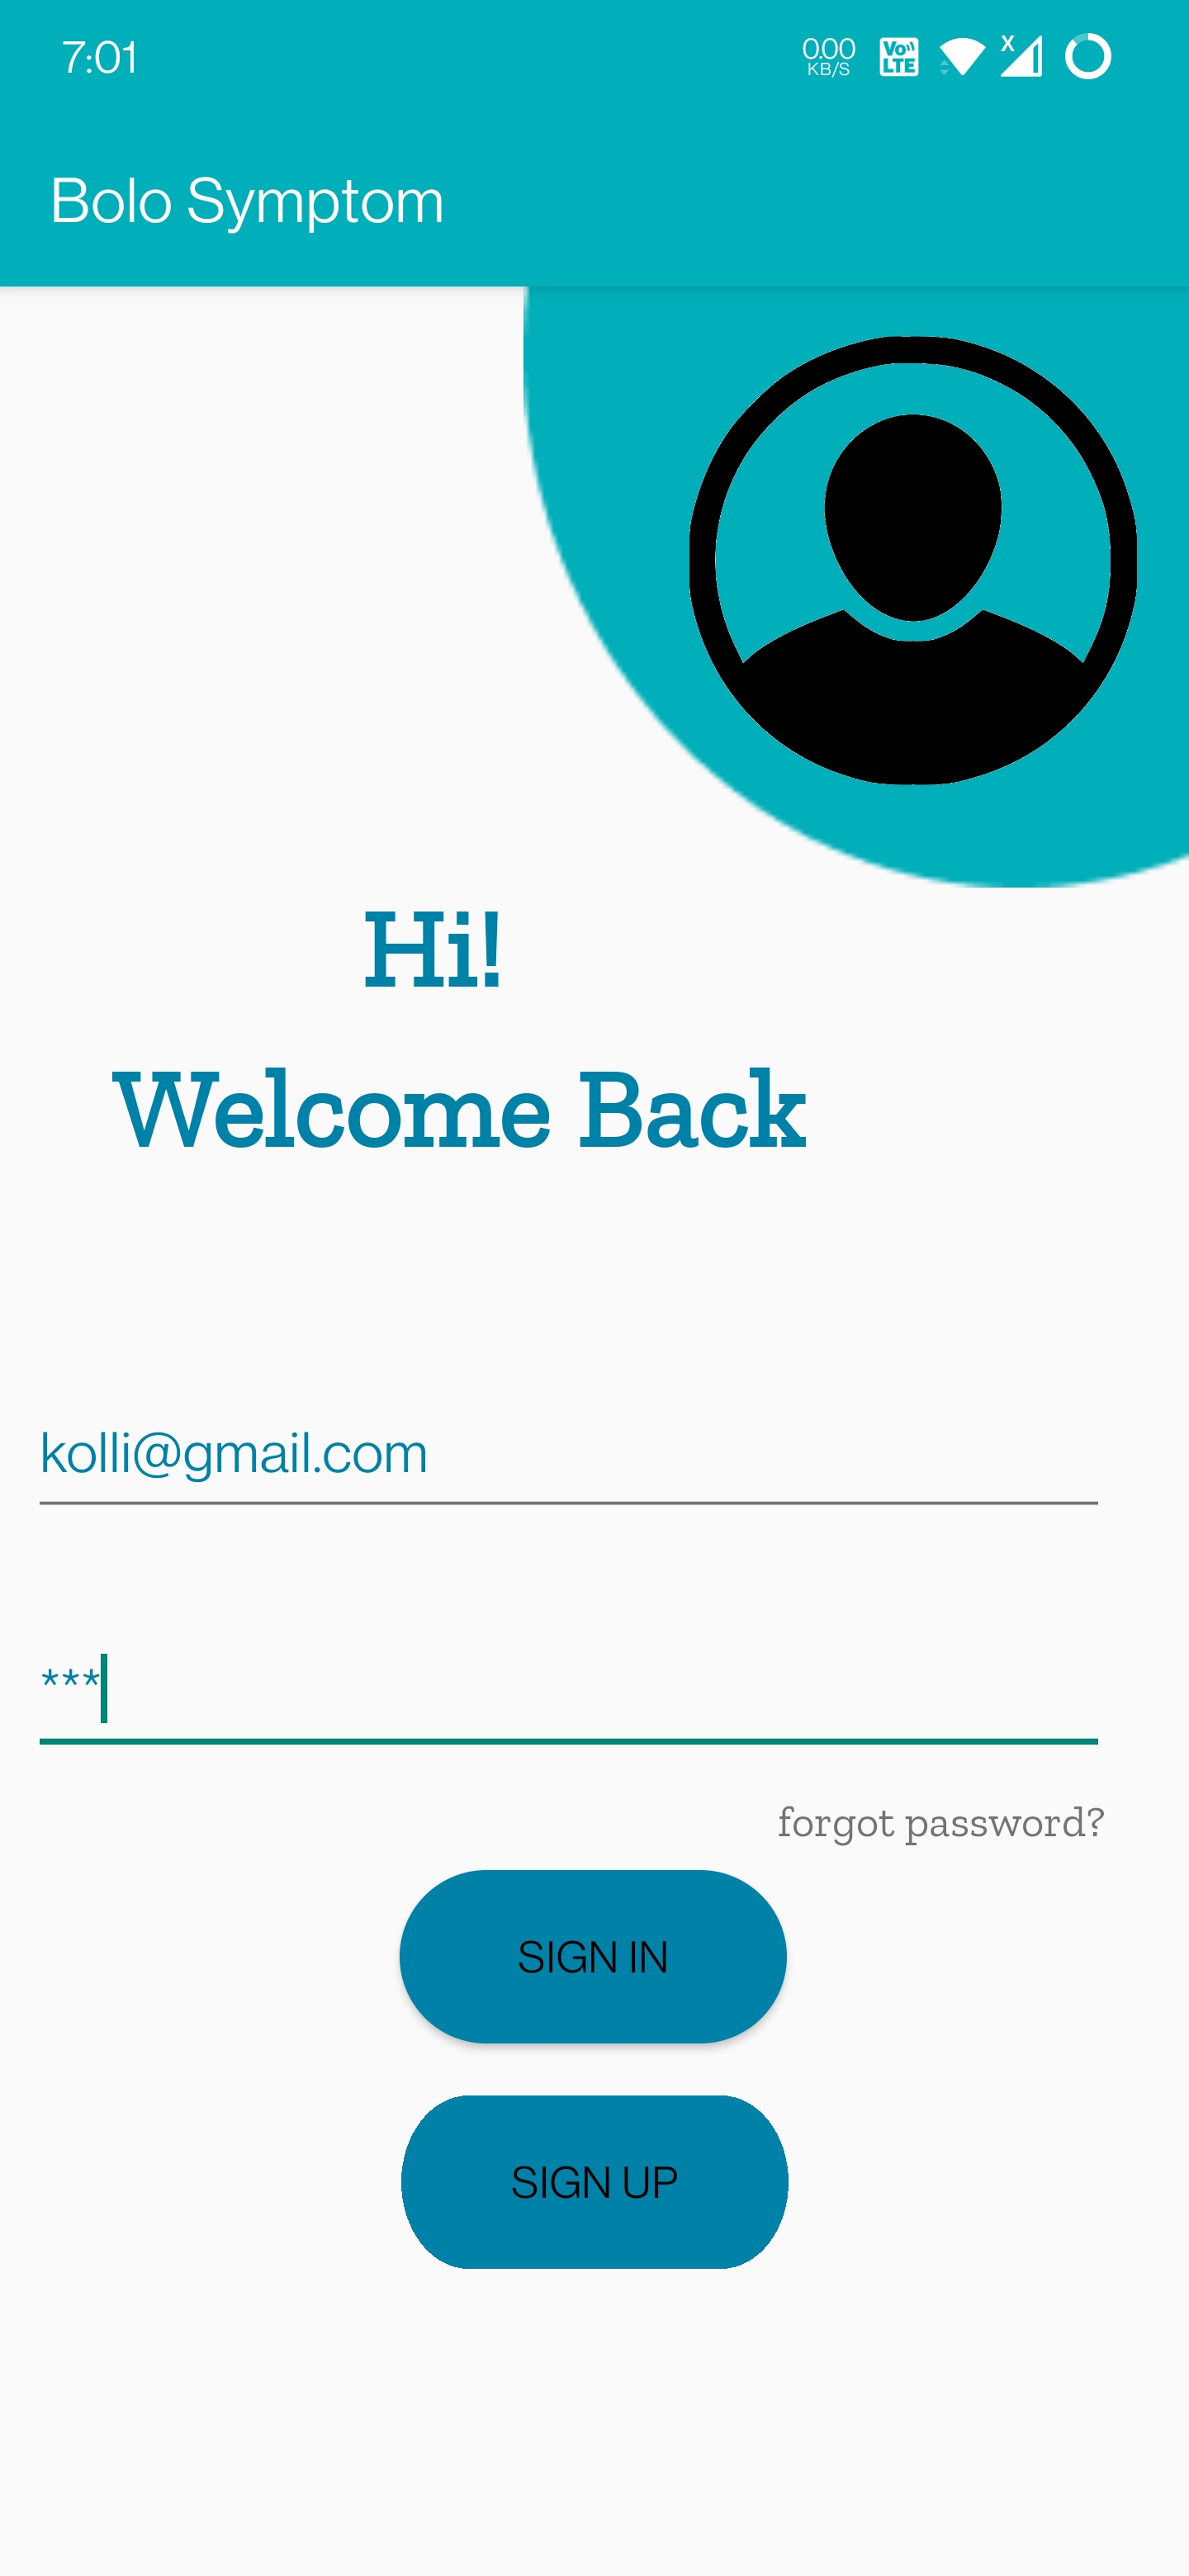 7:01
0.00
KB/S
Vo
LTE
X
Bolo Symptom
Hi!
Welcome Back
kolli@gmail.com
***
forgot password?
SIGN IN
SIGN UP